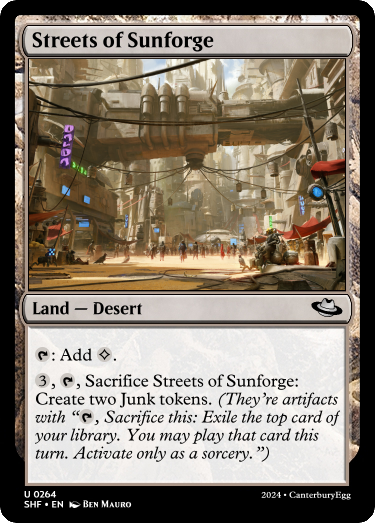 Streets of Sunforge
Land — Desert
: Add .
3, , Sacrifice Streets of Sunforge:
Create two Junk tokens. (They're artifacts
with “, Sacrifice this: Exile the top card of
your library. You may play that card this
turn. Activate only as a sorcery.”)
U 0264
SHF • EN BEN MAURO
2024 • CanterburyEgg